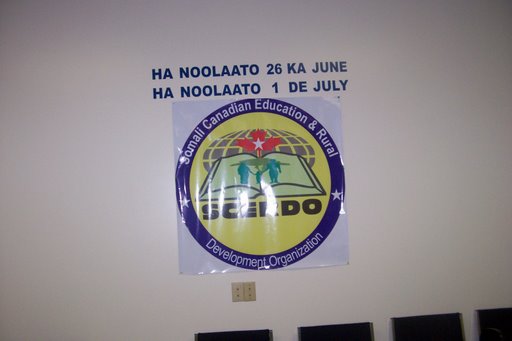 HA NOOLAATO 26 KA JUNE
HA NOOLAATO 1 DE JULY
Somali Canadian Education & Rural
SCERDO
Development Organization